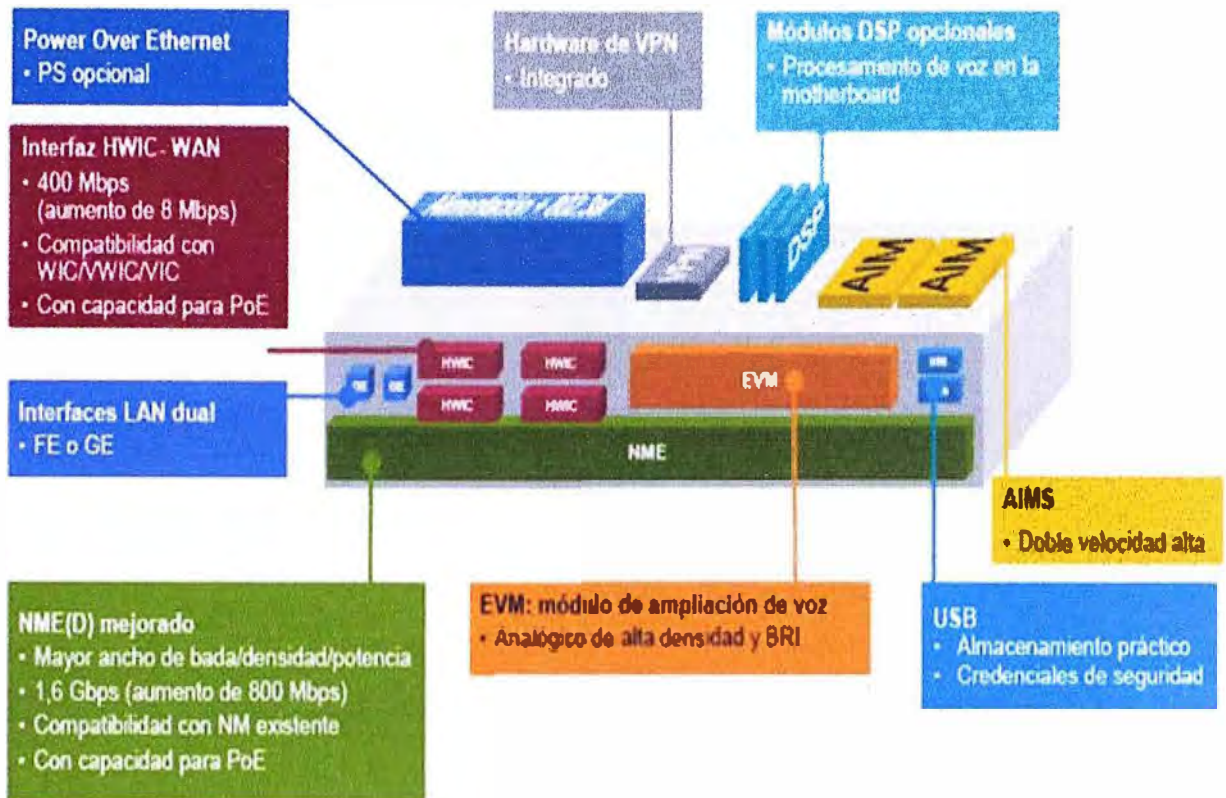 Power Over Ethernet
• PS opcional
Hardware de VPN
• Integrado
Módulos DSP opcionales
• Procesamiento de voz en la
motherboard
Interfaz HWIC - WAN
• 400 Mbps
(aumento de 8 Mbps)
• Compatibilidad con
WIC/VWIC/VIC
• Con capacidad para PoE
DSP
AIM
AIM
HWIC
HWIC
HWIC
HWIC
GE
GE
EVM
NME
Interfaces LAN dual
• FE o GE
AIMS
• Doble velocidad alta
NME(D) mejorado
• Mayor ancho de bada/densidad/potencia
• 1,6 Gbps (aumento de 800 Mbps)
• Compatibilidad con NM existente
• Con capacidad para PoE
EVM: módulo de ampliación de voz
• Analógico de alta densidad y BRI
USB
• Almacenamiento práctico
• Credenciales de seguridad